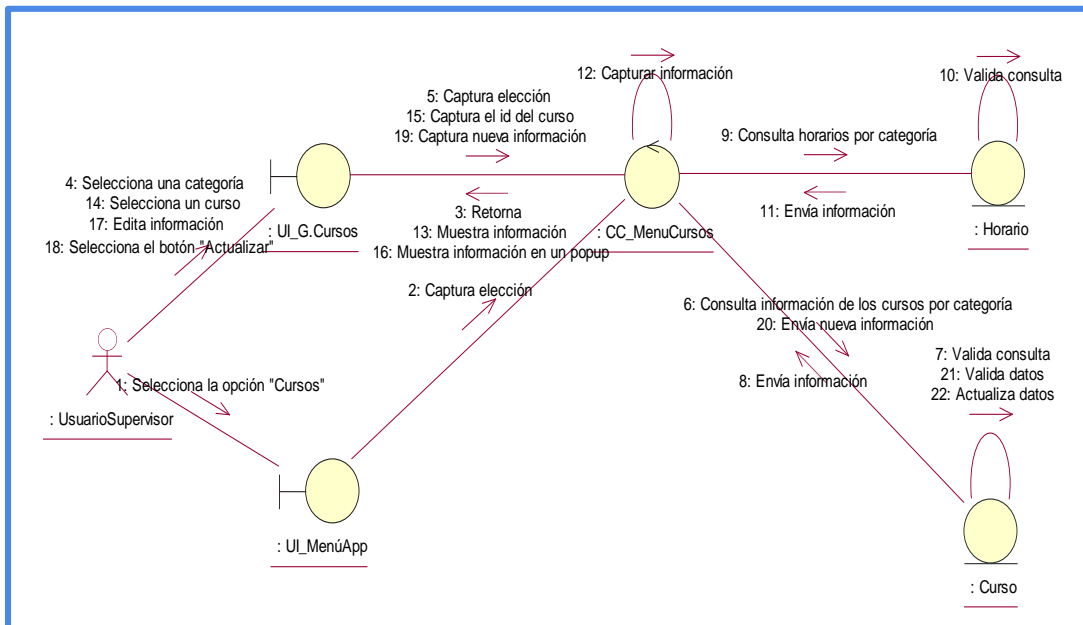 12: Capturar información
10: Valida consulta
5: Captura elección
15: Captura el id del curso
19: Captura nueva información
9: Consulta horarios por categoría
4: Selecciona una categoría
14: Selecciona un curso
17: Edita información
18: Selecciona el botón "Actualizar"
: UI_G.Cursos
3: Retorna
13: Muestra información
16: Muestra información en un popup
: CC_MenuCursos
11: Envía información
: Horario
2: Captura elección
6: Consulta información de los cursos por categoría
20: Envía nueva información
1: Selecciona la opción "Cursos"
: UsuarioSupervisor
8: Envía información
7: Valida consulta
21: Valida datos
22: Actualiza datos
: UI_MenúApp
: Curso